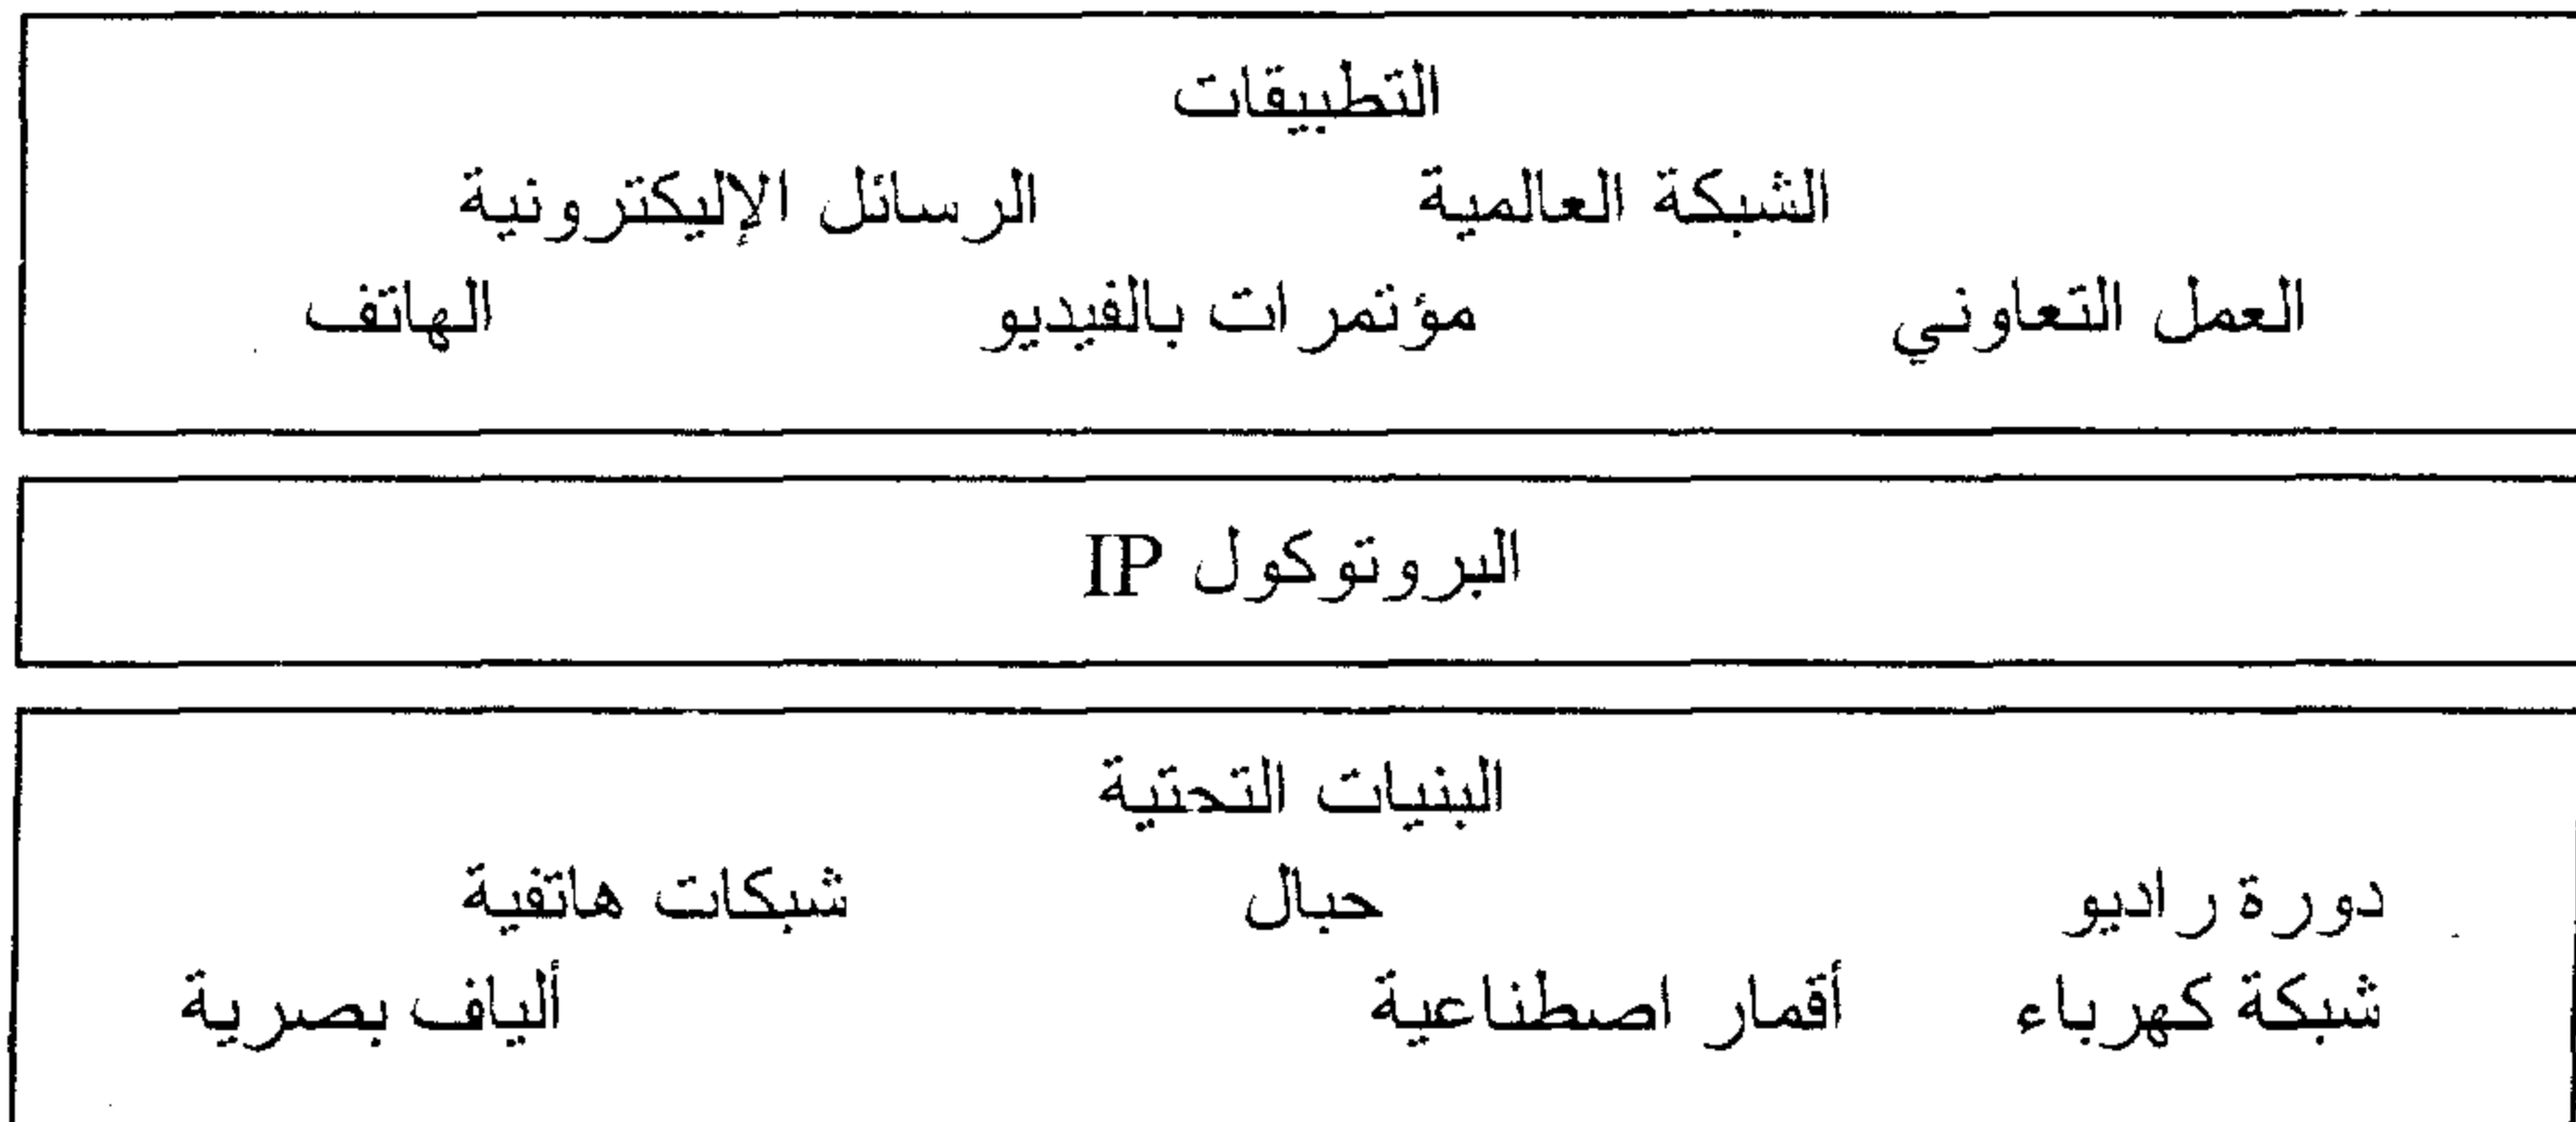 التطبيقات
الشبكة العالمية الرسائل الإليكترونية
العمل التعاوني مؤتمرات بالفيديو الهاتف
البروتوكول IP
البنيات التحتية
دورة راديو حبال شبكات هاتفية
شبكة كهرباء أقمار اصطناعية ألياف بصرية